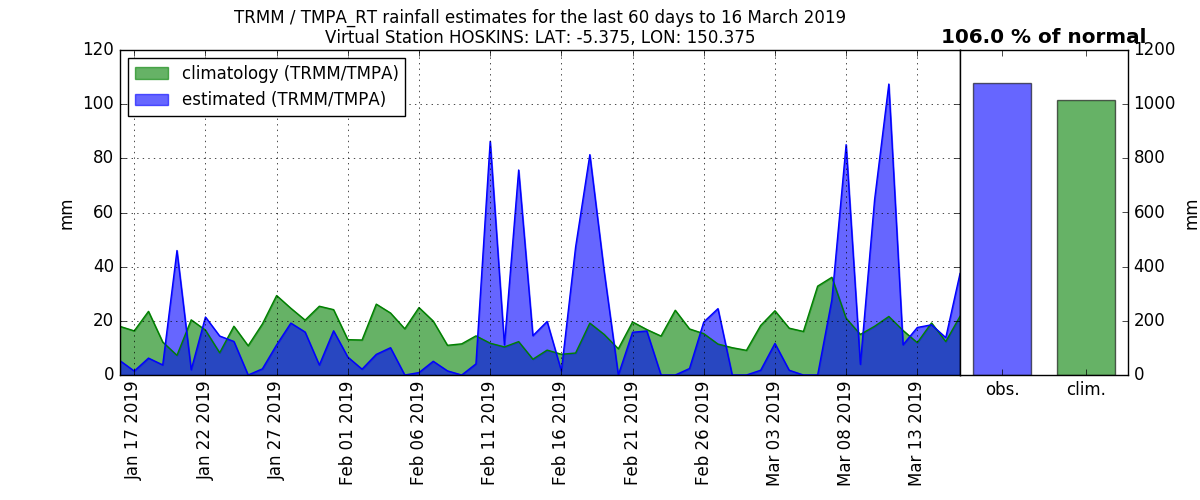 TRMM / TMPA_RT rainfall estimates for the last 60 days to 16 March 2019
Virtual Station HOSKINS: LAT: -5.375, LON: 150.375
106.0 % of normal
climatology (TRMM/TMPA)
estimated (TRMM/TMPA)
120
100
80
60
40
20
0
mm
Jan 17 2019
Jan 22 2019
Jan 27 2019
Feb 01 2019
Feb 06 2019
Feb 11 2019
Feb 16 2019
Feb 21 2019
Feb 26 2019
Mar 03 2019
Mar 08 2019
Mar 13 2019
1200
1000
800
600
400
200
0
mm
obs.
clim.